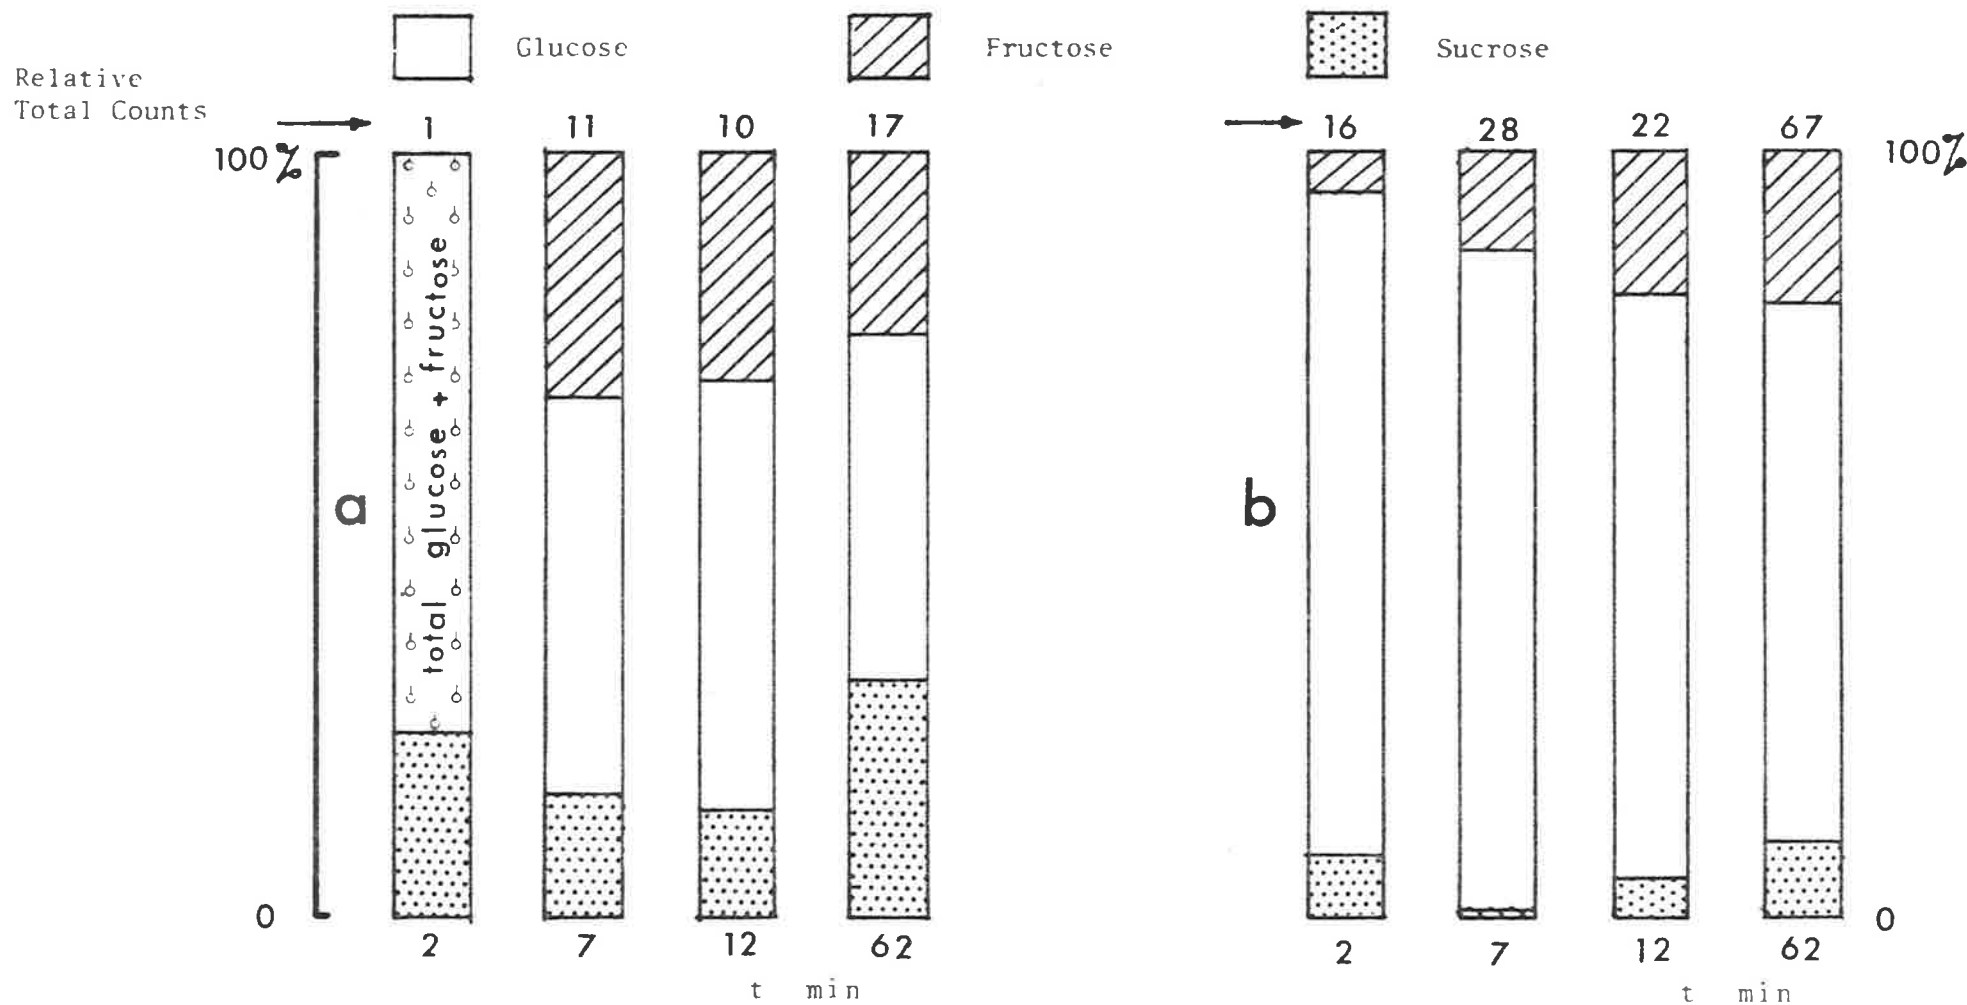 Glucose Fructose Sucrose
Relative
Total Counts
1 11 10 17 16 28 22 67
100% 100%
total glucose + fructose
a b
0 0
2 7 12 62 2 7 12 62
t min t min